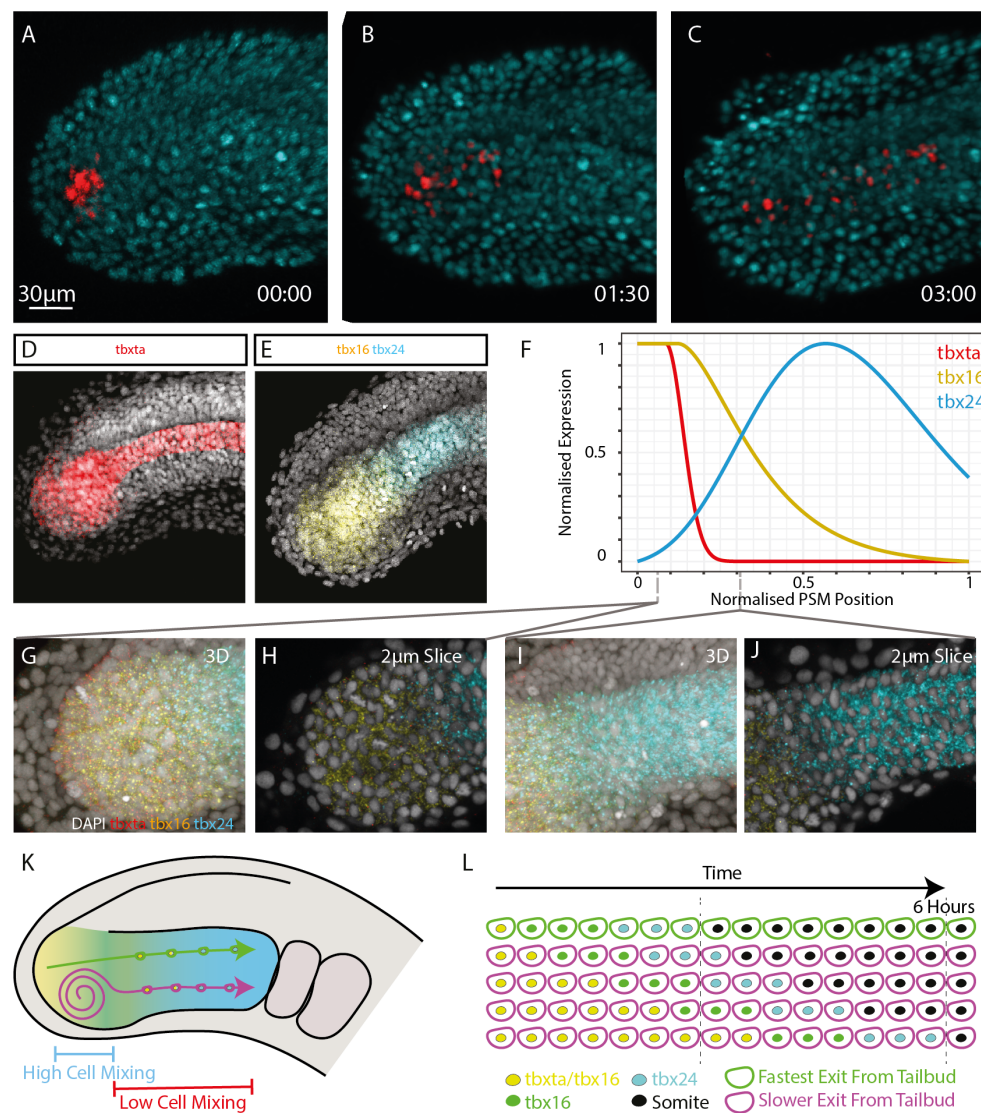 A
B
C
30µm
00:00
01:30
03:00
D
tbxta
E
tbx16 tbx24
F
tbxta
tbx16
tbx24
Normalised Expression
1
0.5
0
0
0.5
1
Normalised PSM Position
G
3D
H
2µm Slice
I
3D
J
2µm Slice
DAPI tbxta tbx16 tbx24
K
High Cell Mixing
Low Cell Mixing
L
Time
6 Hours
tbxta/tbx16
tbx24
Fastest Exit From Tailbud
tbx16
Somite
Slower Exit From Tailbud